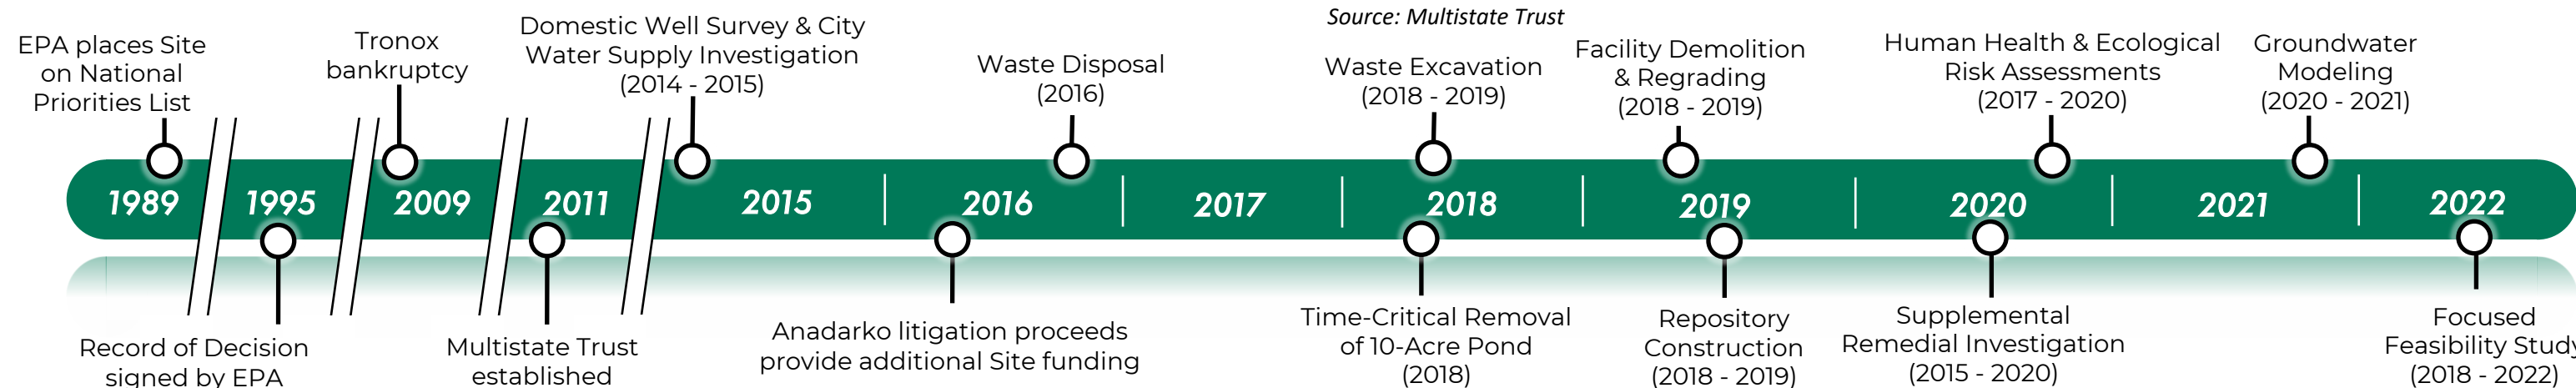 Source: Multistate Trust
EPA places Site
on National
Priorities List
Tronox
bankruptcy
Domestic Well Survey & City
Water Supply Investigation
(2014 - 2015)
Waste Disposal
(2016)
Waste Excavation
(2018 - 2019)
Facility Demolition
& Regrading
(2018 - 2019)
Human Health & Ecological
Risk Assessments
(2017 - 2020)
Groundwater
Modeling
(2020 - 2021)
1989
1995
2009
2011
2015
2016
2017
2018
2019
2020
2021
2022
Record of Decision
signed by EPA
Multistate Trust
established
Anadarko litigation proceeds
provide additional Site funding
Time-Critical Removal
of 10-Acre Pond
(2018)
Repository
Construction
(2018 - 2019)
Supplemental
Remedial Investigation
(2015 - 2020)
Focused
Feasibility Study
(2018 - 2022)